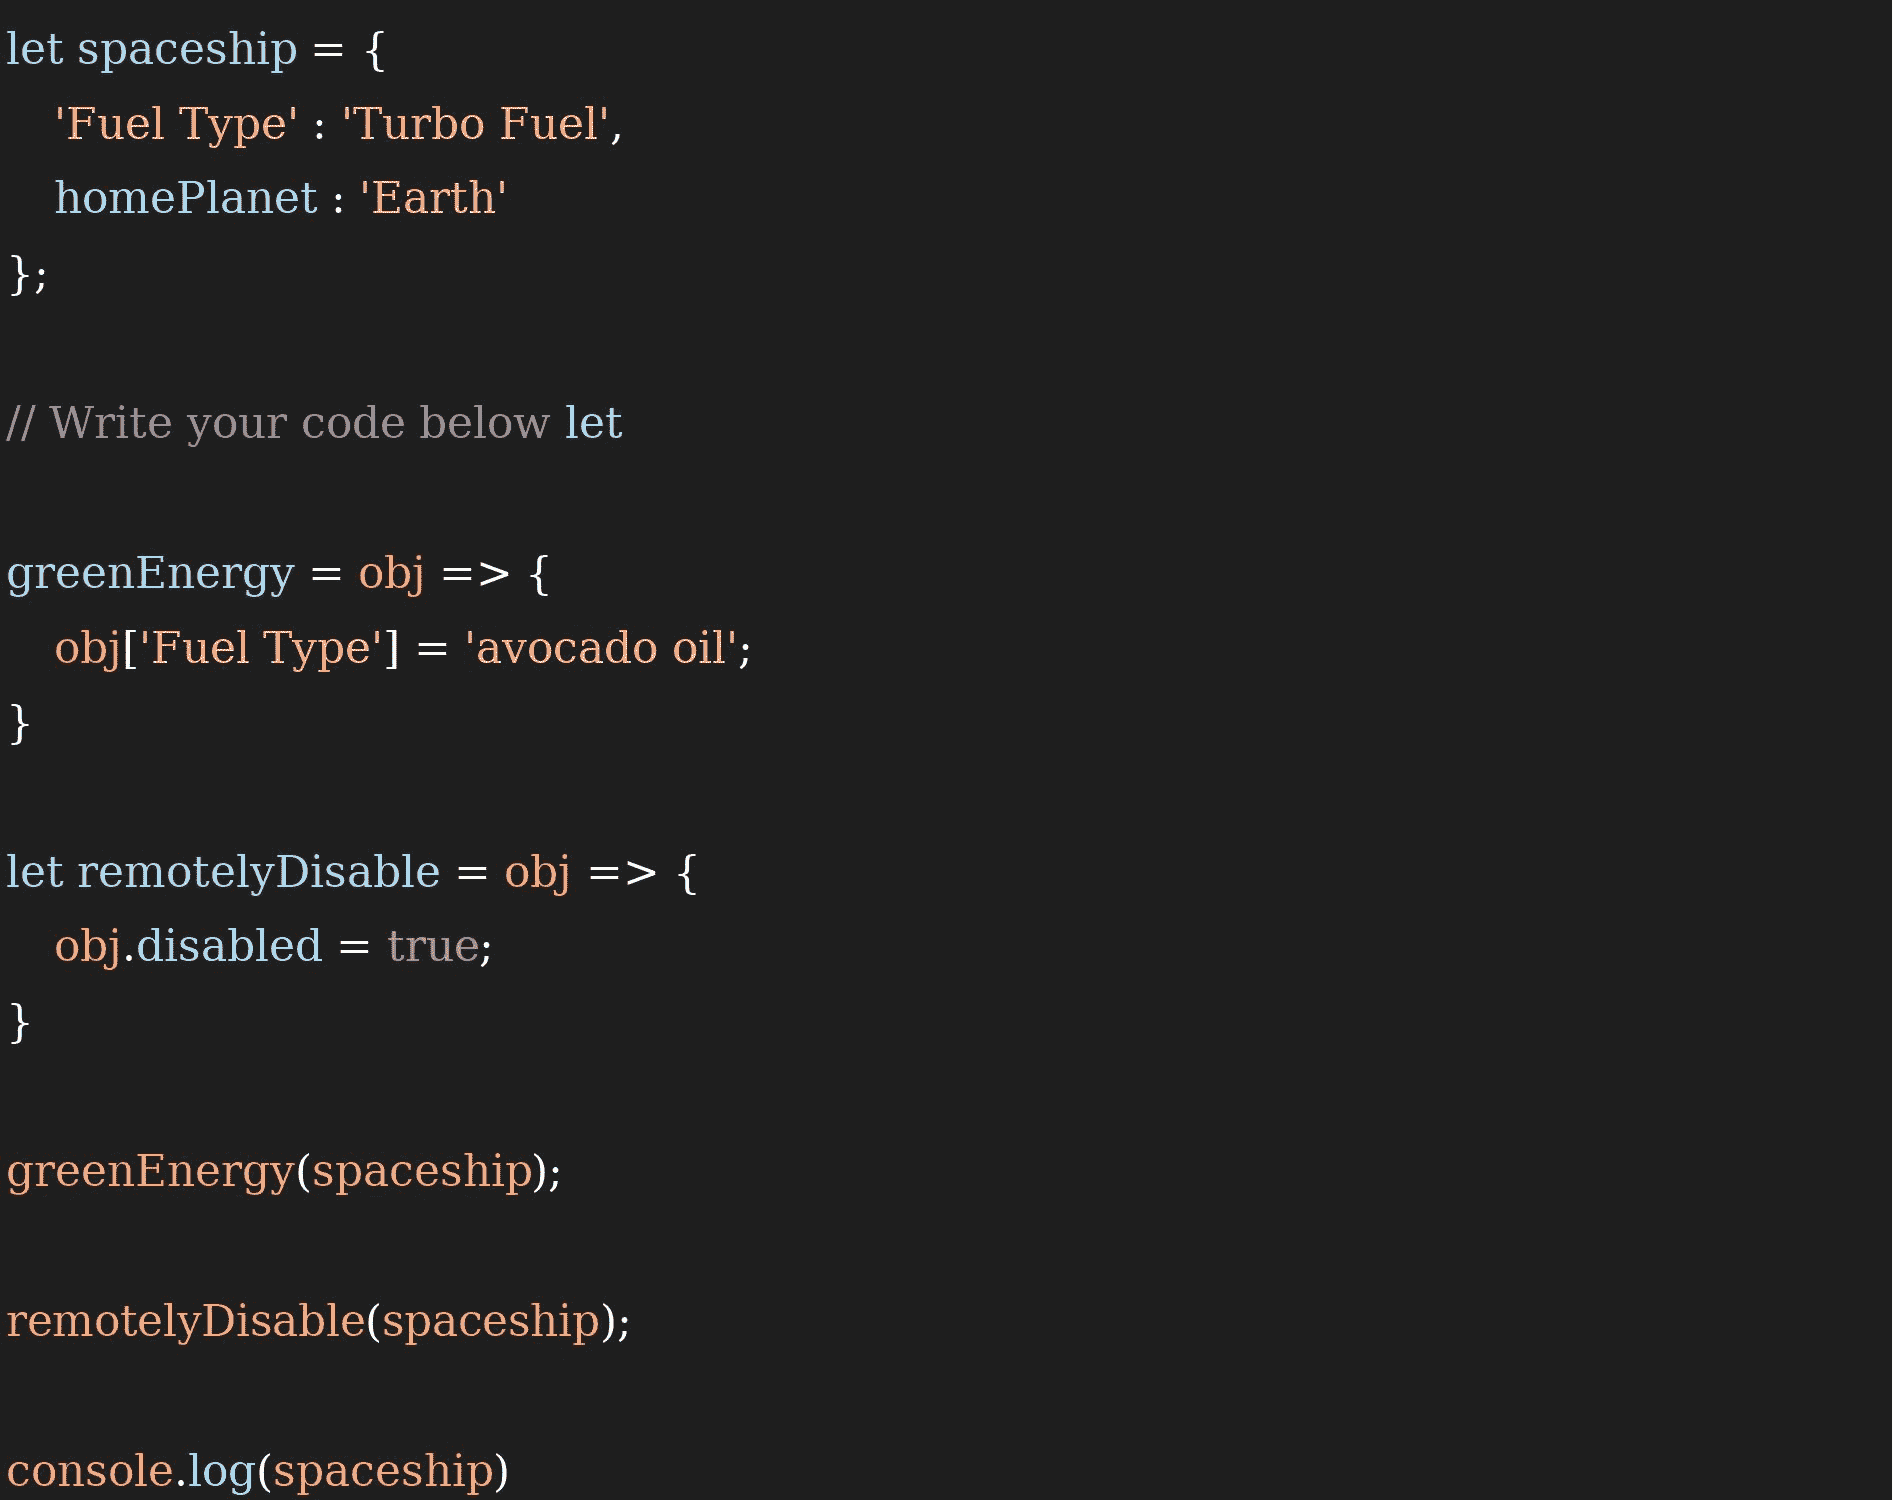 let spaceship = {
'Fuel Type' : 'Turbo Fuel',
homePlanet : 'Earth'
};
// Write your code below let
greenEnergy = obj => {
obj['Fuel Type'] = 'avocado oil';
}
let remotelyDisable = obj => {
obj.disabled = true;
}
greenEnergy(spaceship);
remotelyDisable(spaceship);
console.log(spaceship)